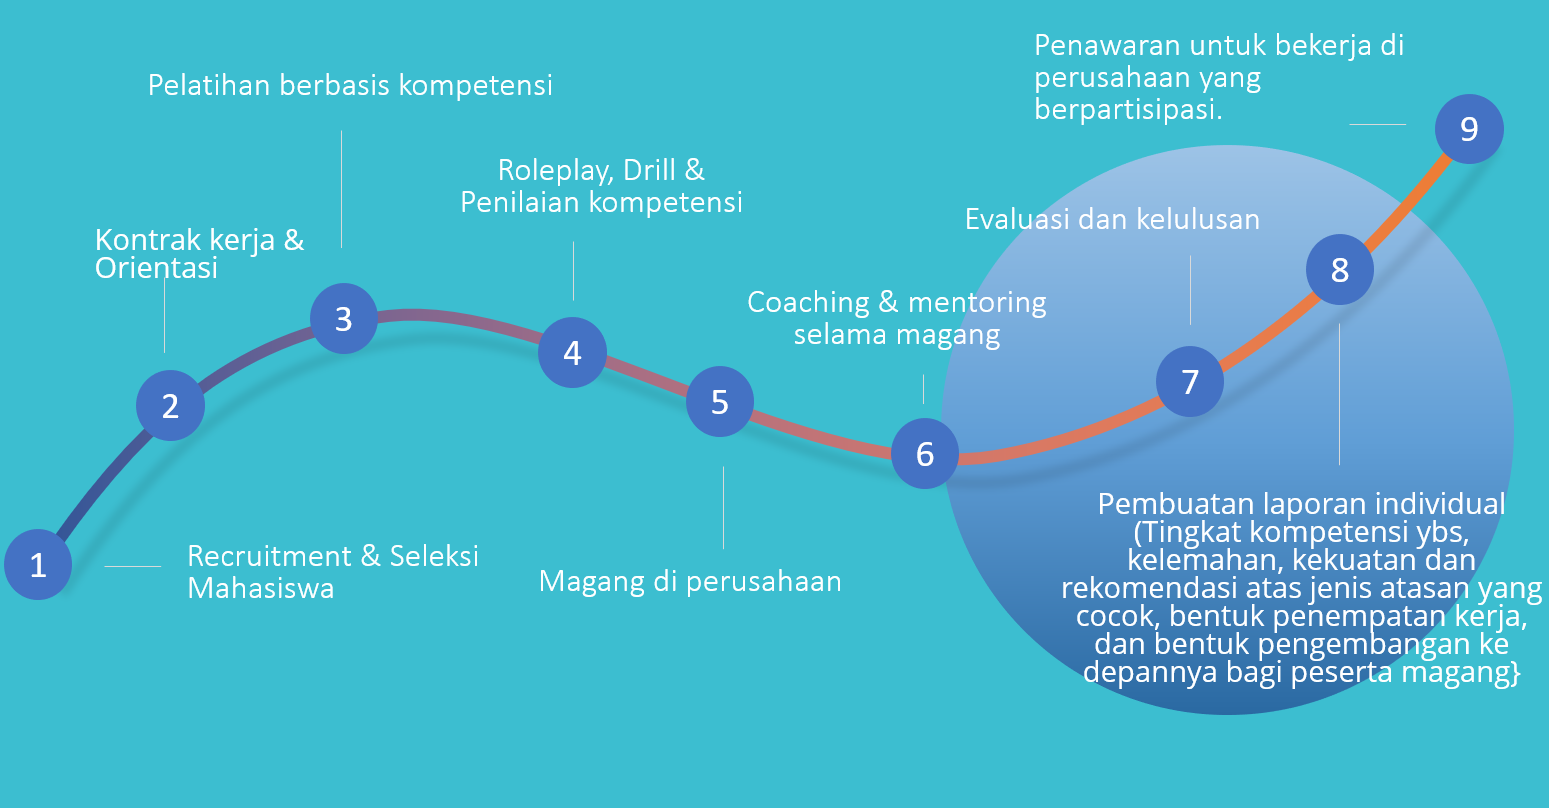 1
Recruitment & Seleksi
Mahasiswa
2
Kontrak kerja &
Orientasi
3
Pelatihan berbasis kompetensi
4
Roleplay, Drill &
Penilaian kompetensi
5
Magang di perusahaan
6
Coaching & mentoring
selama magang
7
Evaluasi dan kelulusan
8
Pembuatan laporan individual
(Tingkat kompetensi ybs,
kelemahan, kekuatan dan
rekomendasi atas jenis atasan yang
cocok, bentuk penempatan kerja,
dan bentuk pengembangan ke
depannya bagi peserta magang}
9
Penawaran untuk bekerja di
perusahaan yang
berpartisipasi.